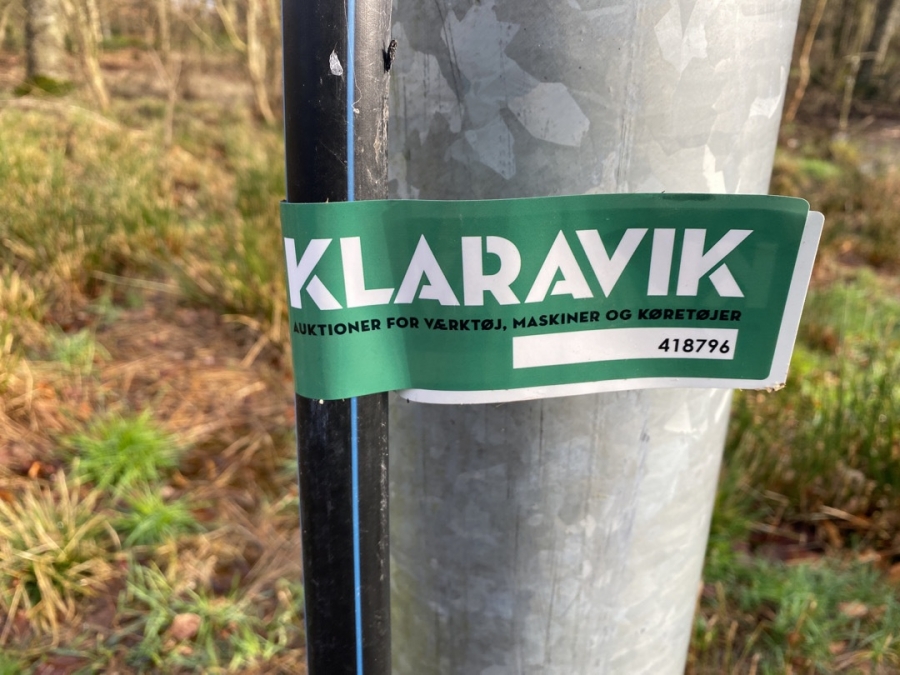 KLARAVIK
AUKTIONER FOR VÆRKTØJ, MASKINER OG KØRETØJER
418796